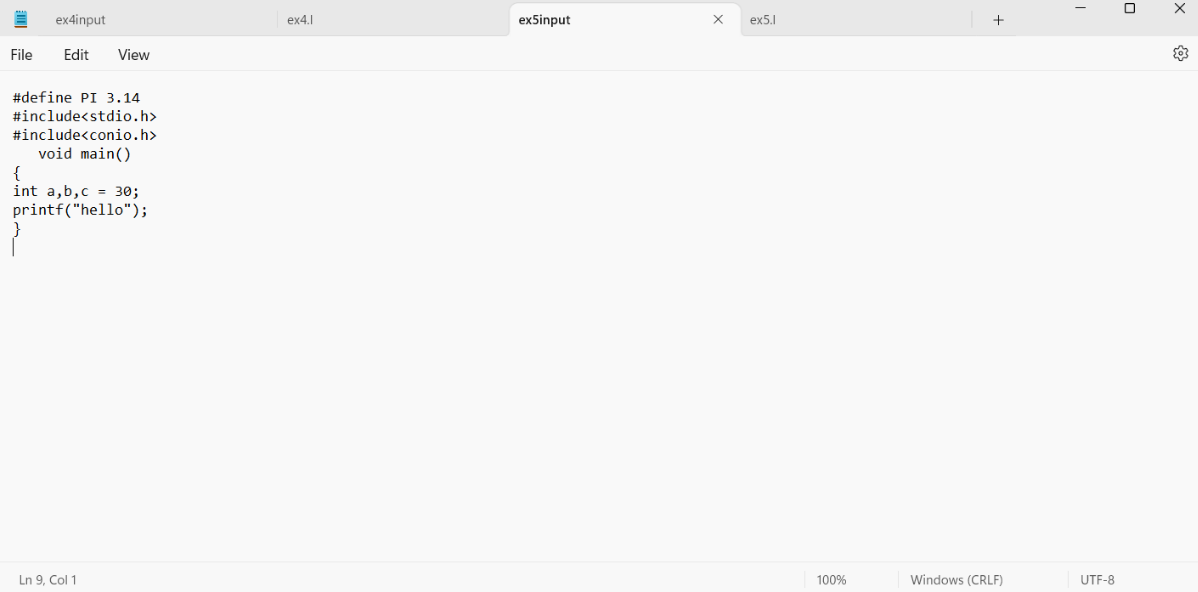 ex4input ex4.l ex5input ex5.l
File Edit View
#define PI 3.14
#include<stdio.h>
#include<conio.h>
   void main()
{
int a,b,c = 30;
printf("hello");
}
Ln 9, Col 1 100% Windows (CRLF) UTF-8